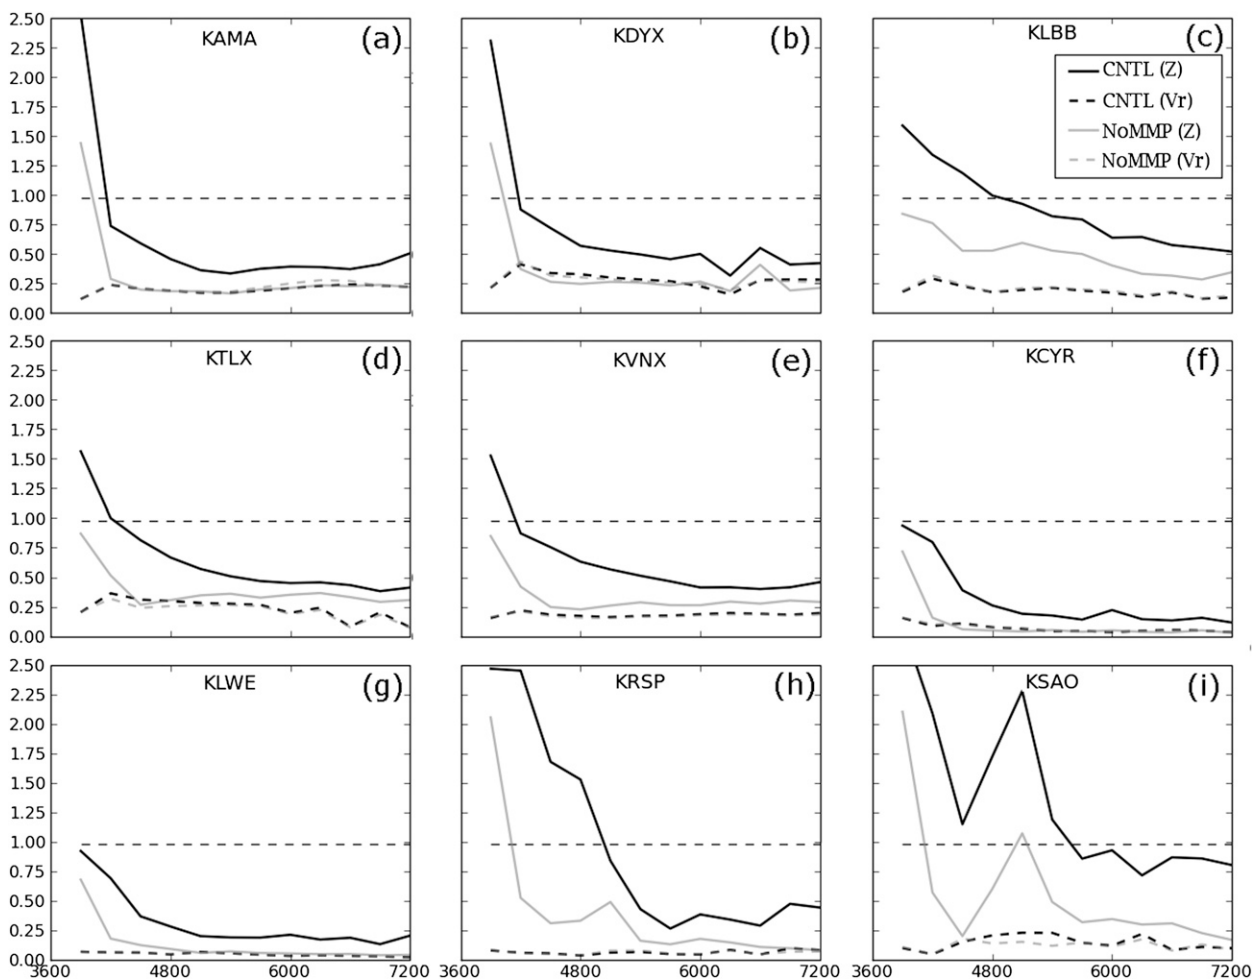 2.50
2.25
2.00
1.75
1.50
1.25
1.00
0.75
0.50
0.25
0.00
3600
KAMA
(a)
KDYX
(b)
KLBB
(c)
CNTL (Z)
CNTL (Vr)
NoMMP (Z)
NoMMP (Vr)
2.50
2.25
2.00
1.75
1.50
1.25
1.00
0.75
0.50
0.25
0.00
KTLX
(d)
KVNX
(e)
KCYR
(f)
2.50
2.25
2.00
1.75
1.50
1.25
1.00
0.75
0.50
0.25
0.00
KLWE
(g)
KRSP
(h)
KSAO
(i)
3600 4800 6000 7200
3600 4800 6000 7200
3600 4800 6000 7200